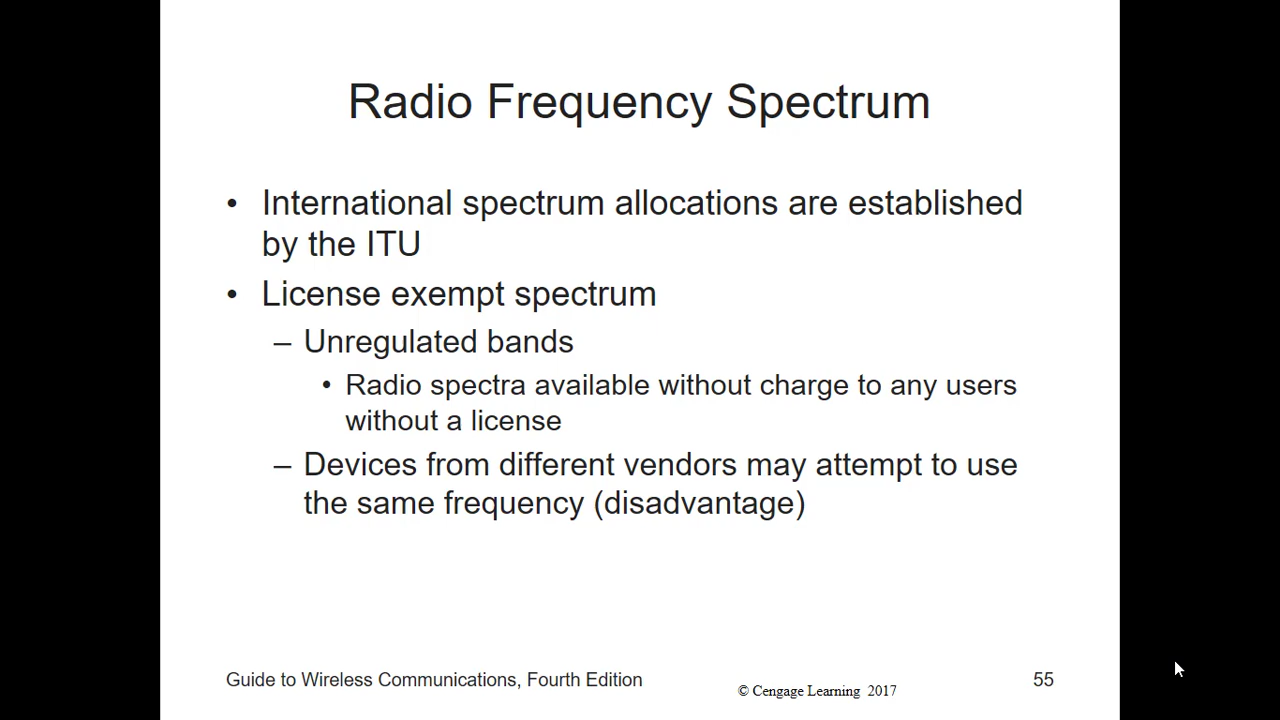 Radio Frequency Spectrum
• International spectrum allocations are established
by the ITU
• License exempt spectrum
– Unregulated bands
• Radio spectra available without charge to any users
without a license
– Devices from different vendors may attempt to use
the same frequency (disadvantage)
Guide to Wireless Communications, Fourth Edition
© Cengage Learning 2017
55